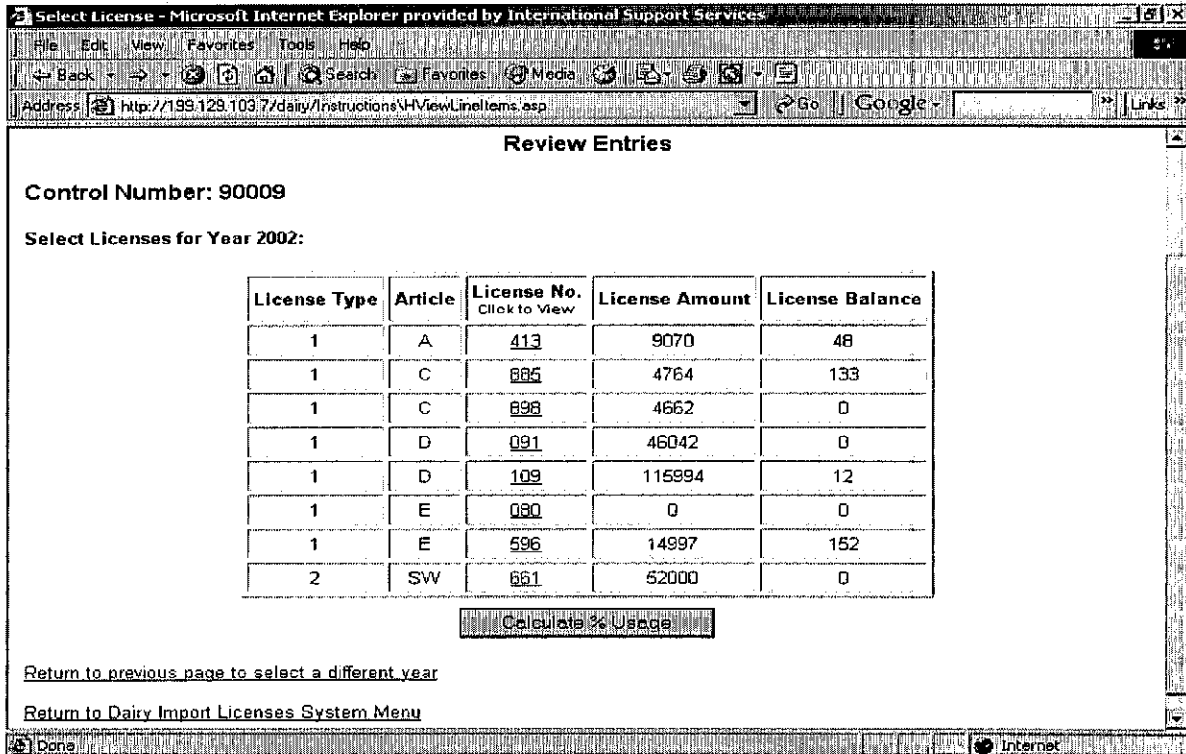 Select License - Microsoft Internet Explorer provided by International Support Services
File Edit View Favorites Tools Help
Back Search Favorites Media
Address http://199.129.103.7/dairy/Instructions\HViewLineItems.asp Go Google Links »
Review Entries
Control Number: 90009
Select Licenses for Year 2002:
License Type Article License No. Click to View License Amount License Balance
1 A 413 9070 48
1 C 885 4764 133
1 C 898 4662 0
1 D 091 46042 0
1 D 109 115994 12
1 E 080 0 0
1 E 596 14997 152
2 SW 661 52000 0
Calculate % Usage
Return to previous page to select a different year
Return to Dairy Import Licenses System Menu
Done Internet